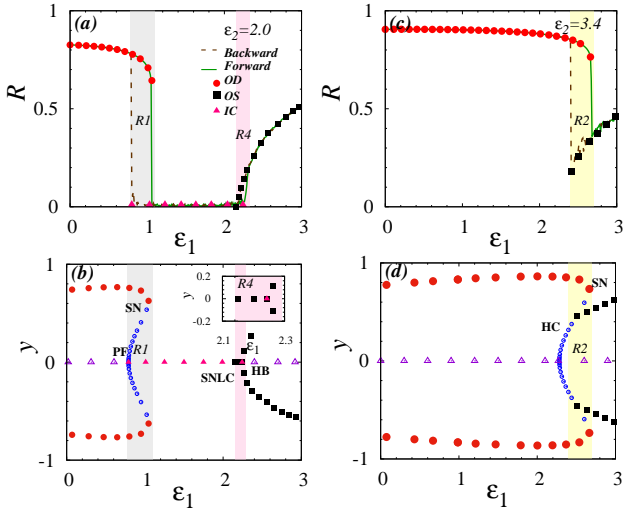 (a)
ε2=2.0
Backward
Forward
OD
OS
IC
R1
R4
R
1
0.5
0
0 1 2 3
ε1
(c)
ε2=3.4
R2
R
1
0.5
0
0 1 2 3
ε1
(b)
SN
PF
R1
R4
y
0.2
0
-0.2
2.1 2.2 2.3
ε1
SNLC
HB
y
1
0
-1
0 1 2 3
ε1
(d)
SN
HC
R2
y
1
0
-1
0 1 2 3
ε1